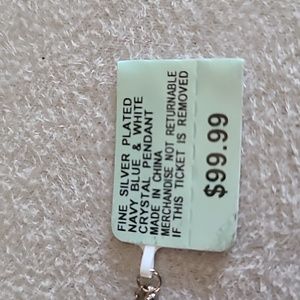 FINE SILVER PLATED
NAVY BLUE & WHITE
CRYSTAL PENDANT
MADE IN CHINA
MERCHANDISE NOT RETURNABLE
IF THIS TICKET IS REMOVED
$99.99